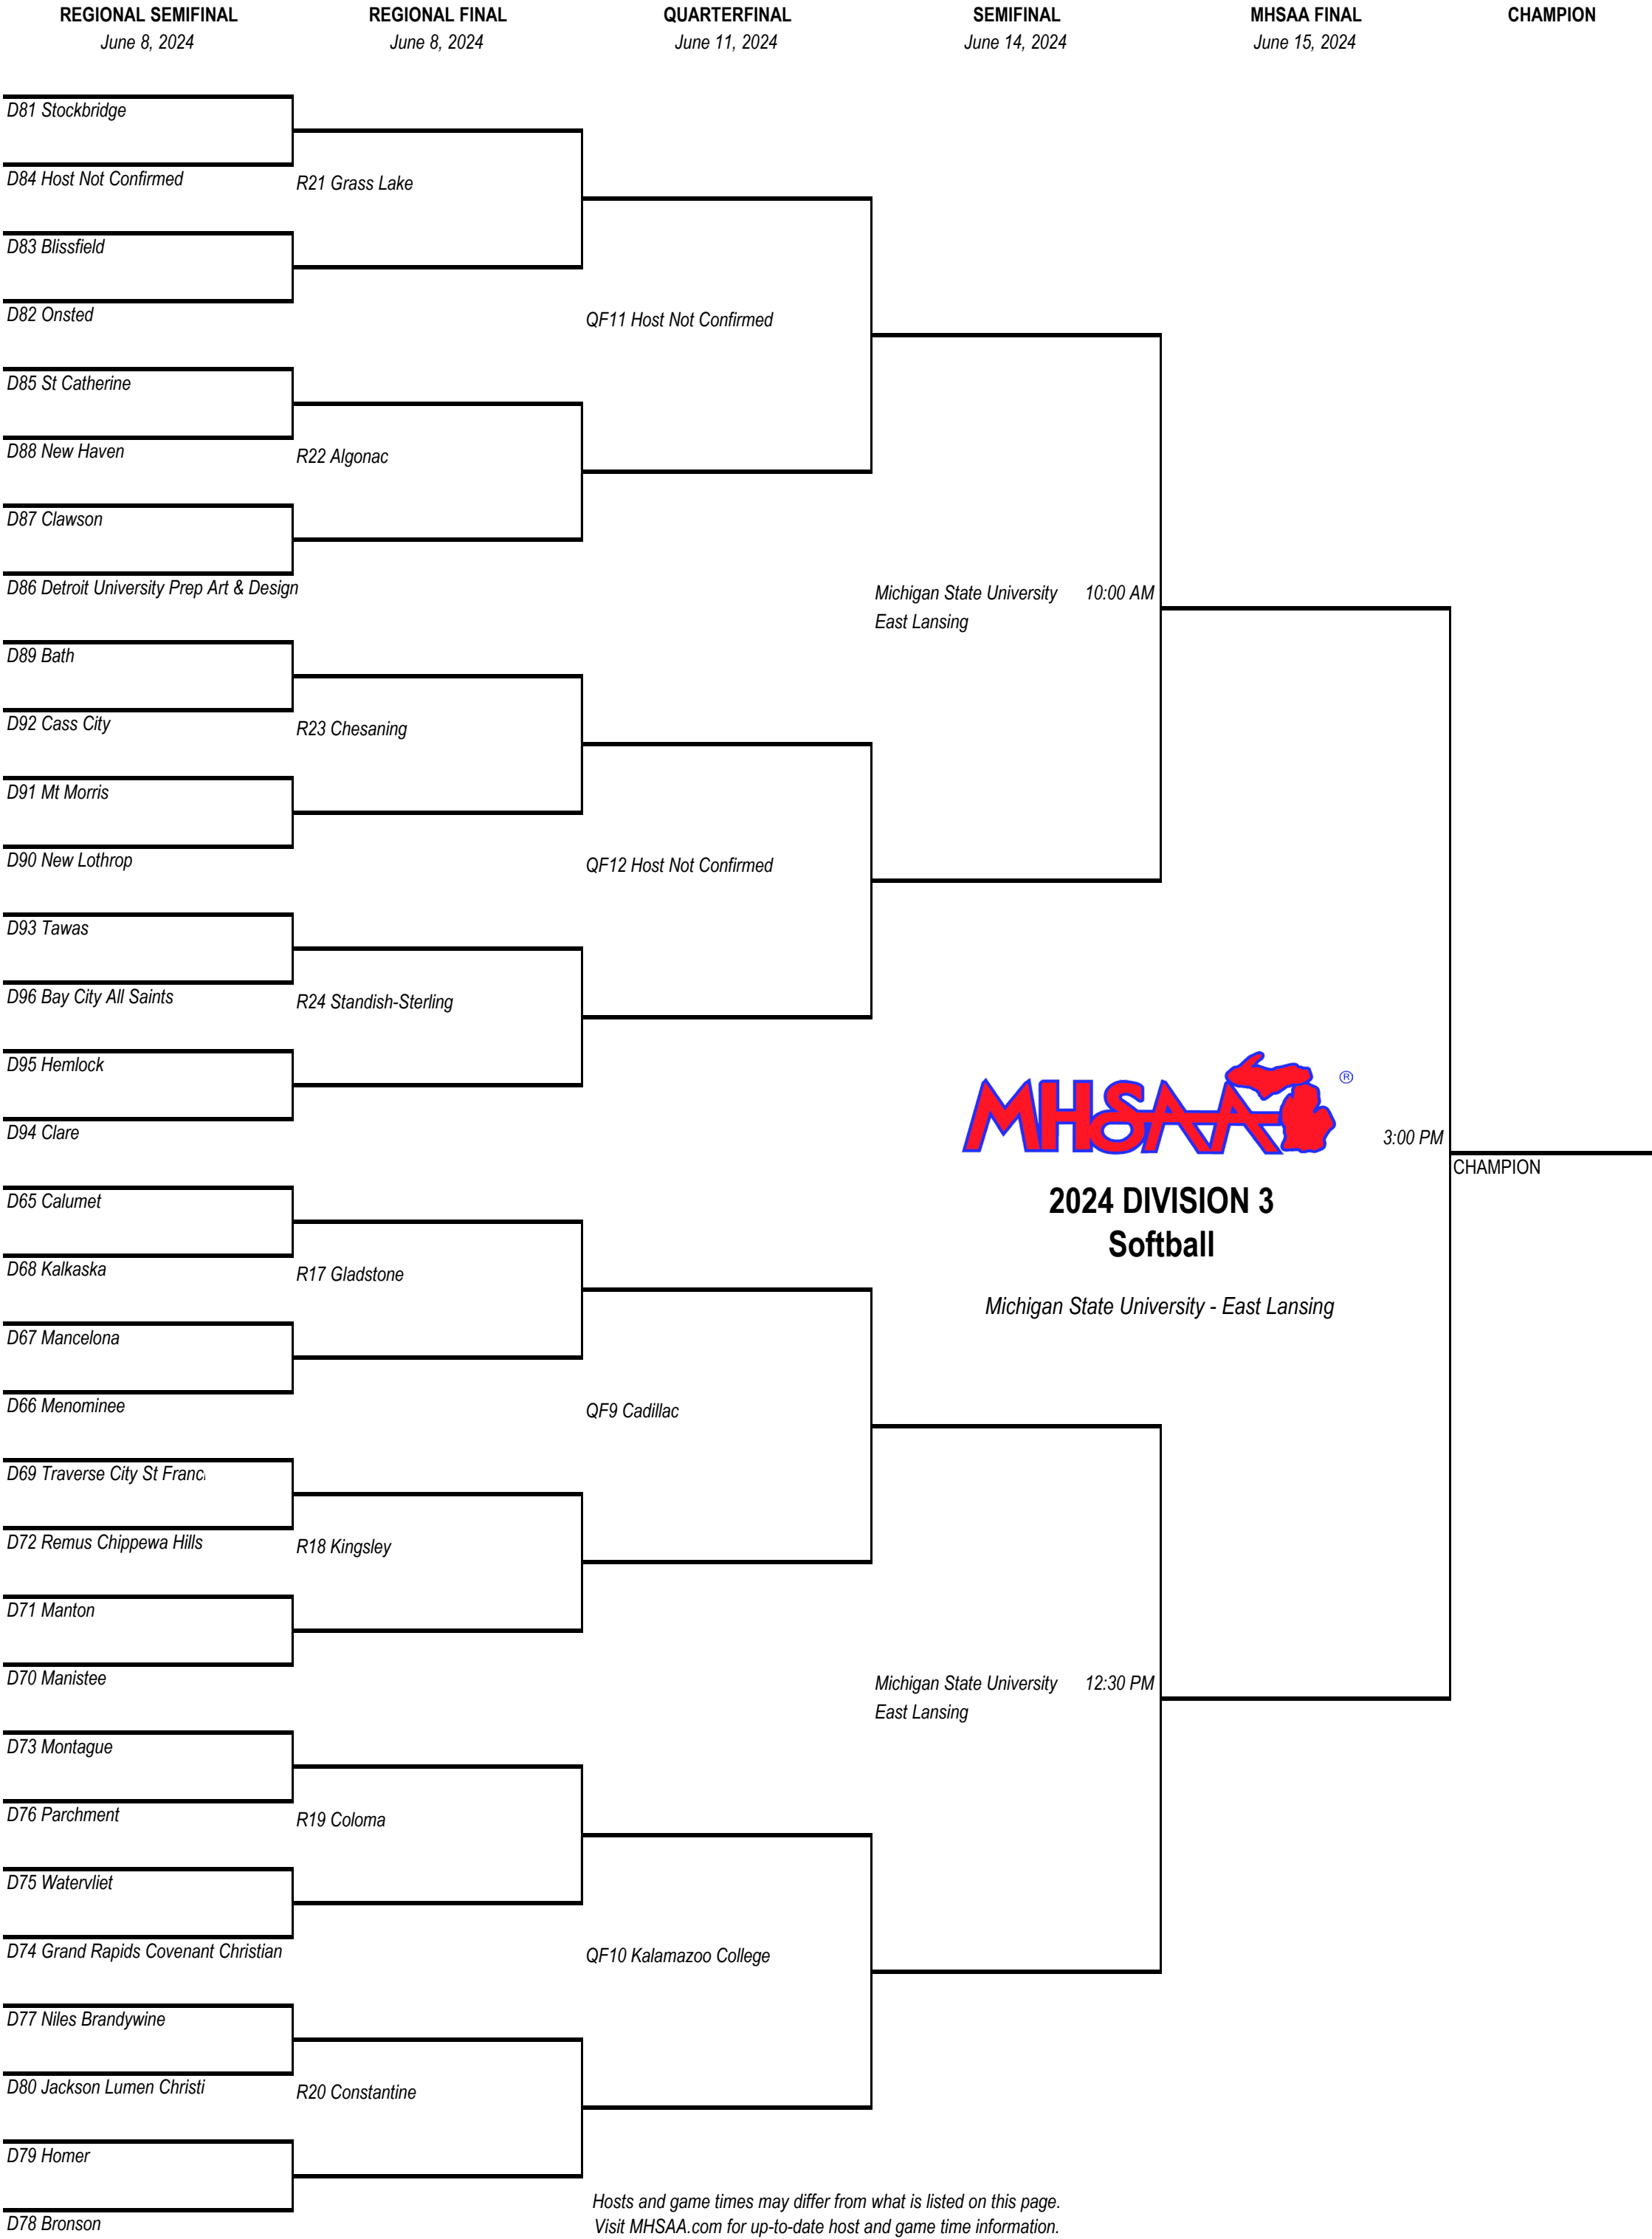 REGIONAL SEMIFINAL
June 8, 2024
REGIONAL FINAL
June 8, 2024
QUARTERFINAL
June 11, 2024
SEMIFINAL
June 14, 2024
MHSAA FINAL
June 15, 2024
CHAMPION
D81 Stockbridge
D84 Host Not Confirmed
D83 Blissfield
D82 Onsted
D85 St Catherine
D88 New Haven
D87 Clawson
D86 Detroit University Prep Art & Design
D89 Bath
D92 Cass City
D91 Mt Morris
D90 New Lothrop
D93 Tawas
D96 Bay City All Saints
D95 Hemlock
D94 Clare
D65 Calumet
D68 Kalkaska
D67 Mancelona
D66 Menominee
D69 Traverse City St Franc
D72 Remus Chippewa Hills
D71 Manton
D70 Manistee
D73 Montague
D76 Parchment
D75 Watervliet
D74 Grand Rapids Covenant Christian
D77 Niles Brandywine
D80 Jackson Lumen Christi
D79 Homer
D78 Bronson
R21 Grass Lake
R22 Algonac
R23 Chesaning
R24 Standish-Sterling
R17 Gladstone
R18 Kingsley
R19 Coloma
R20 Constantine
QF11 Host Not Confirmed
QF12 Host Not Confirmed
QF9 Cadillac
QF10 Kalamazoo College
Michigan State University 10:00 AM
East Lansing
Michigan State University 12:30 PM
East Lansing
MHSAA ®
2024 DIVISION 3
Softball
Michigan State University - East Lansing
3:00 PM
CHAMPION
Hosts and game times may differ from what is listed on this page.
Visit MHSAA.com for up-to-date host and game time information.